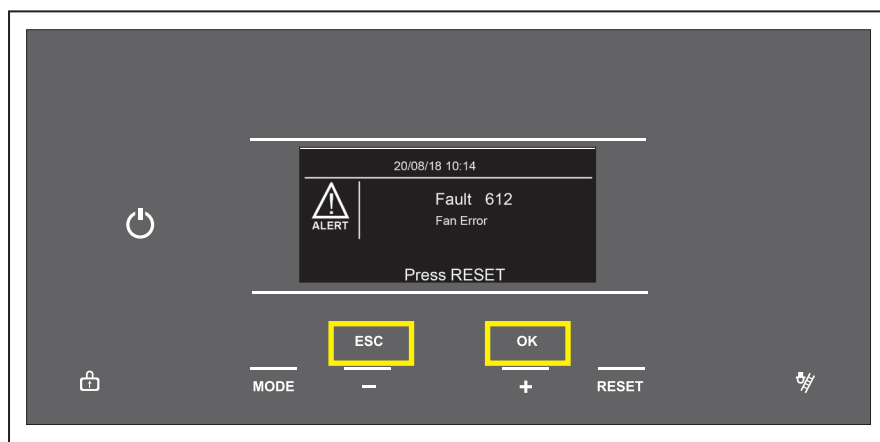 20/08/18 10:14
Fault 612
ALERT
Fan Error
Press RESET
ESC
OK
MODE
–
+
RESET